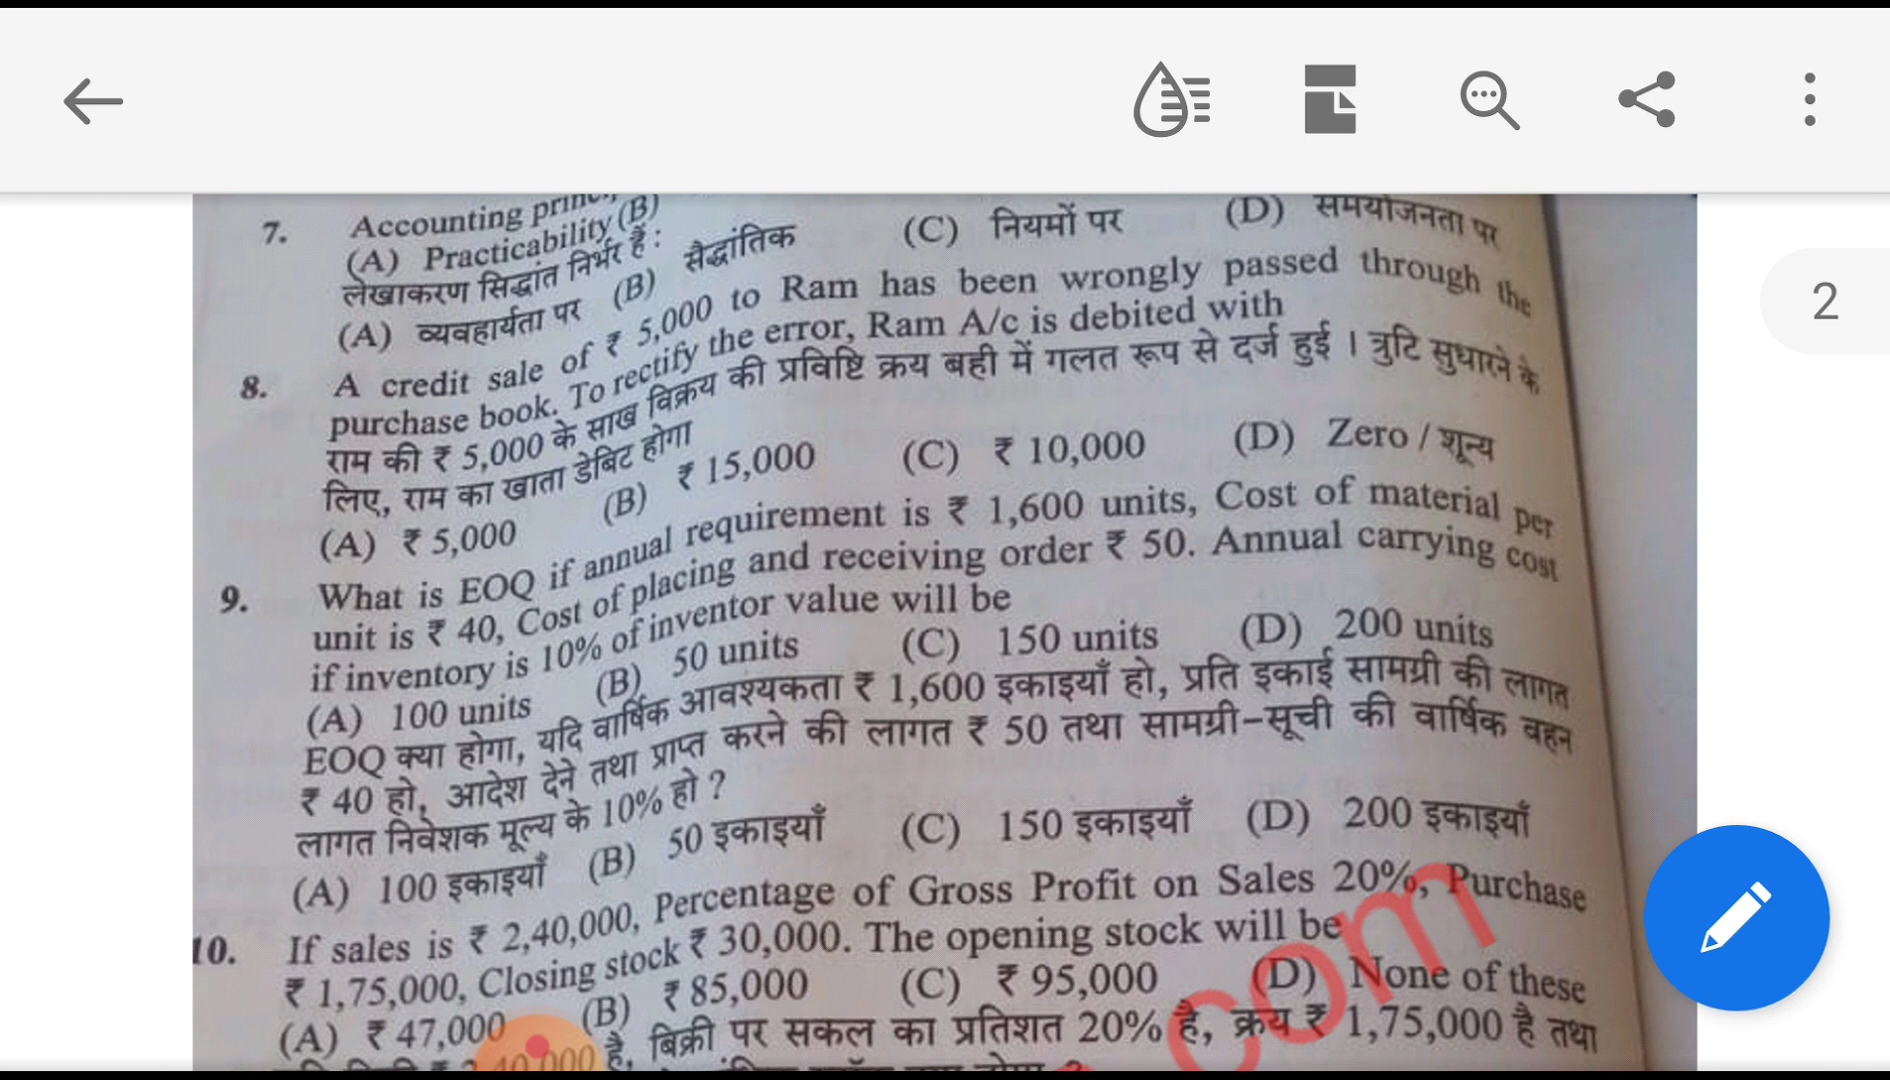 2
7. Accounting
(A) Practicability (B)
लेखाकरण सिद्धांत निर्भर हैं :
(A) व्यवहार्यता पर (B) सैद्धांतिक (C) नियमों पर (D) समयोजनता पर
8. A credit sale of ₹ 5,000 to Ram has been wrongly passed through the
purchase book. To rectify the error, Ram A/c is debited with
राम की ₹ 5,000 के साख विक्रय की प्रविष्टि क्रय बही में गलत रूप से दर्ज हुई । त्रुटि सुधारने के
लिए, राम का खाता डेबिट होगा
(A) ₹ 5,000 (B) ₹ 15,000 (C) ₹ 10,000 (D) Zero / शून्य
9. What is EOQ if annual requirement is ₹ 1,600 units, Cost of material per
unit is ₹ 40, Cost of placing and receiving order ₹ 50. Annual carrying cost
if inventory is 10% of inventor value will be
(A) 100 units (B) 50 units (C) 150 units (D) 200 units
EOQ क्या होगा, यदि वार्षिक आवश्यकता ₹ 1,600 इकाइयाँ हो, प्रति इकाई सामग्री की लागत
₹ 40 हो, आदेश देने तथा प्राप्त करने की लागत ₹ 50 तथा सामग्री-सूची की वार्षिक वहन
लागत निवेशक मूल्य के 10% हो ?
(A) 100 इकाइयाँ (B) 50 इकाइयाँ (C) 150 इकाइयाँ (D) 200 इकाइयाँ
10. If sales is ₹ 2,40,000, Percentage of Gross Profit on Sales 20%, Purchase
₹ 1,75,000, Closing stock ₹ 30,000. The opening stock will be
(A) ₹ 47,000 (B) ₹ 85,000 (C) ₹ 95,000 (D) None of these
है, बिक्री पर सकल का प्रतिशत 20% है, क्रय ₹ 1,75,000 है तथा
com